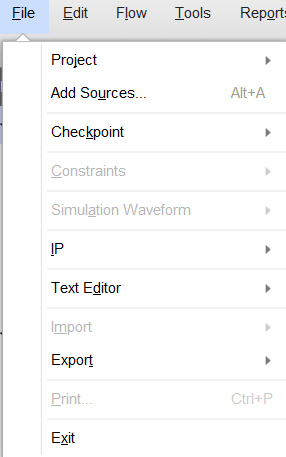 File Edit Flow Tools Reports
Project
Add Sources... Alt+A
Checkpoint
Constraints
Simulation Waveform
IP
Text Editor
Import
Export
Print... Ctrl+P
Exit